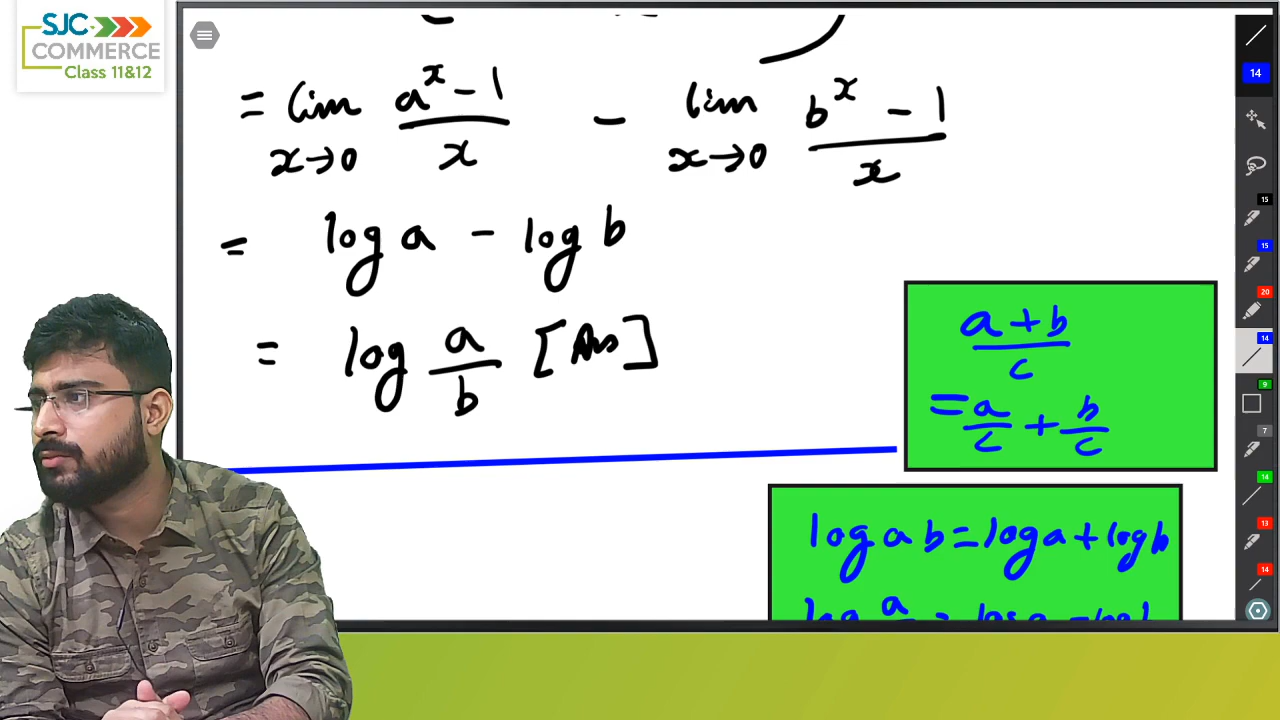 SJC
COMMERCE
Class 11&12
= lim x→0 (a^x − 1)/x − lim x→0 (b^x − 1)/x
= log a − log b
= log a/b [Ans]
(a+b)/c
= a/c + b/c
log ab = log a + log b
log a
14
15
15
20
14
9
7
14
13
14